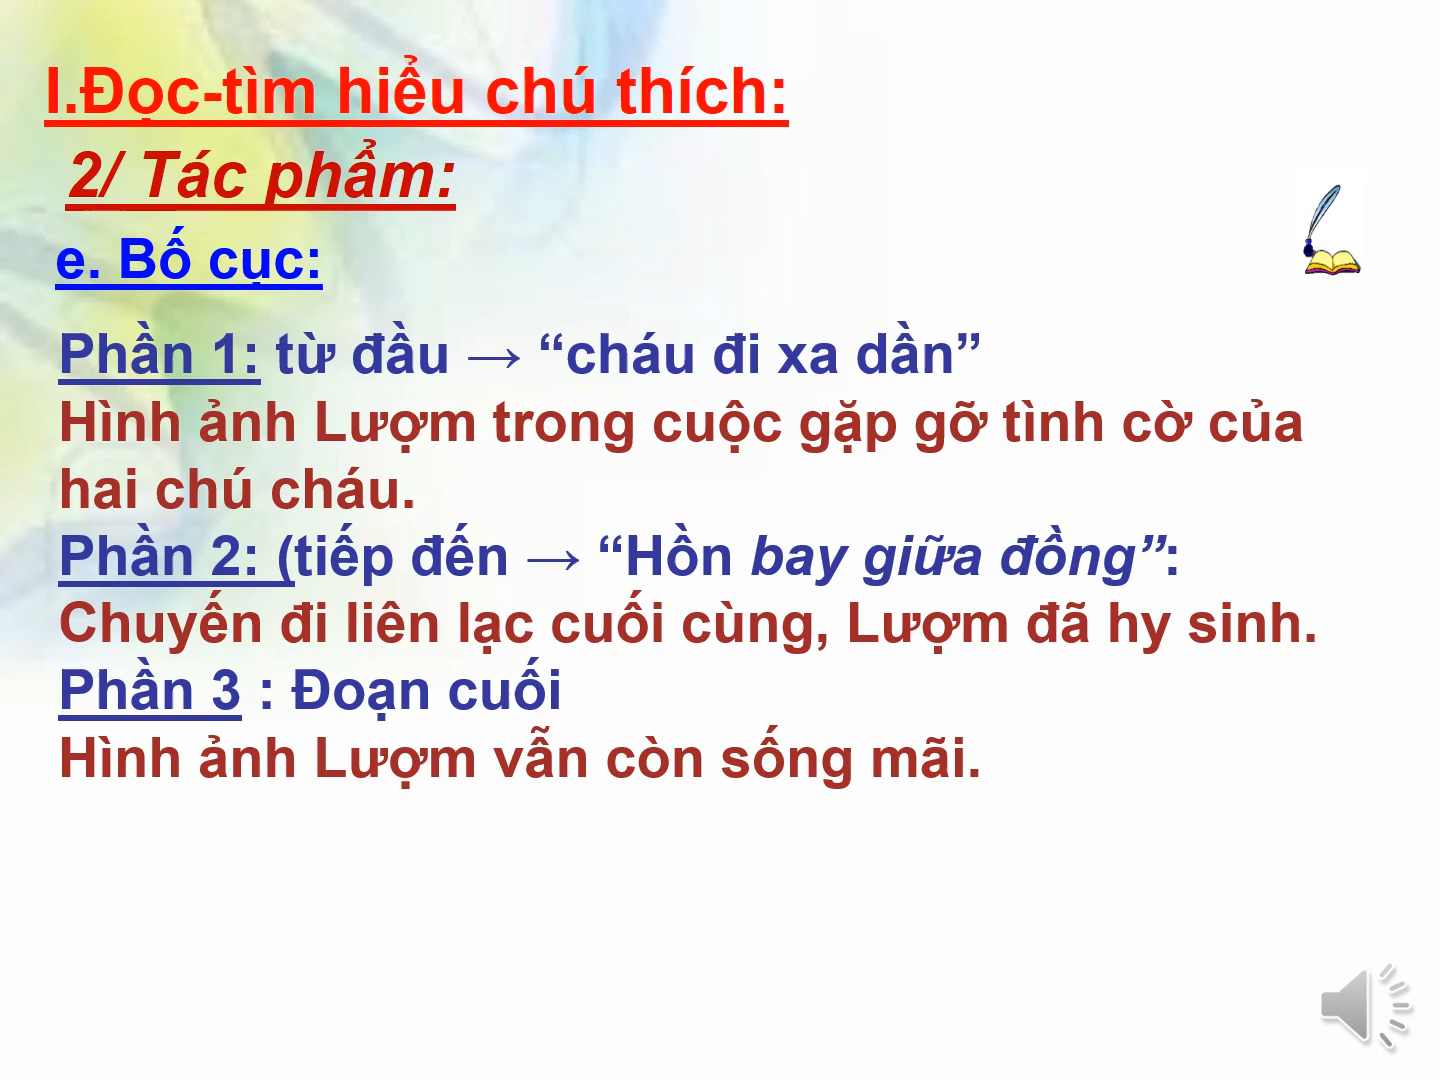 I.Đọc-tìm hiểu chú thích:
2/ Tác phẩm:
e. Bố cục:
Phần 1: từ đầu → “cháu đi xa dần”
Hình ảnh Lượm trong cuộc gặp gỡ tình cờ của
hai chú cháu.
Phần 2: (tiếp đến → “Hồn bay giữa đồng”:
Chuyến đi liên lạc cuối cùng, Lượm đã hy sinh.
Phần 3 : Đoạn cuối
Hình ảnh Lượm vẫn còn sống mãi.